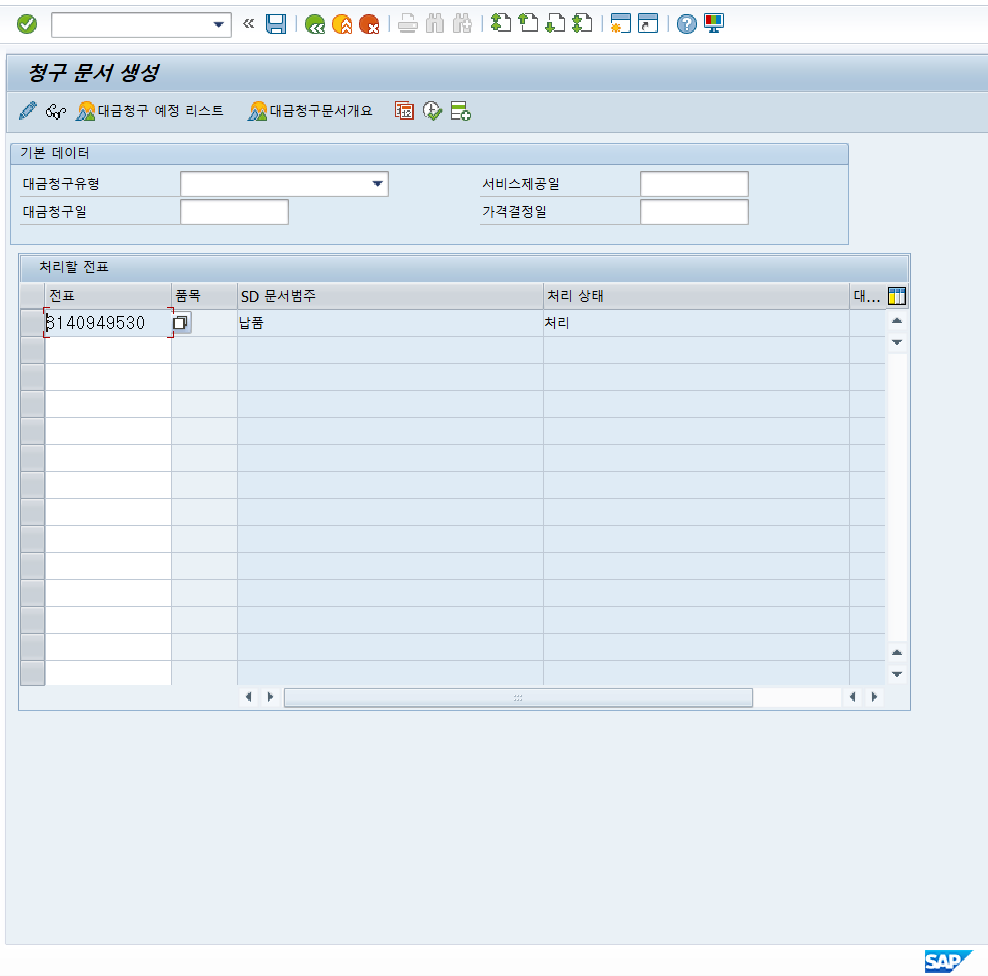 청구 문서 생성
대금청구 예정 리스트 대금청구문서개요
기본 데이터
대금청구유형 서비스제공일
대금청구일 가격결정일
처리할 전표
전표 품목 SD 문서범주 처리 상태 대...
8140949530 납품 처리
SAP